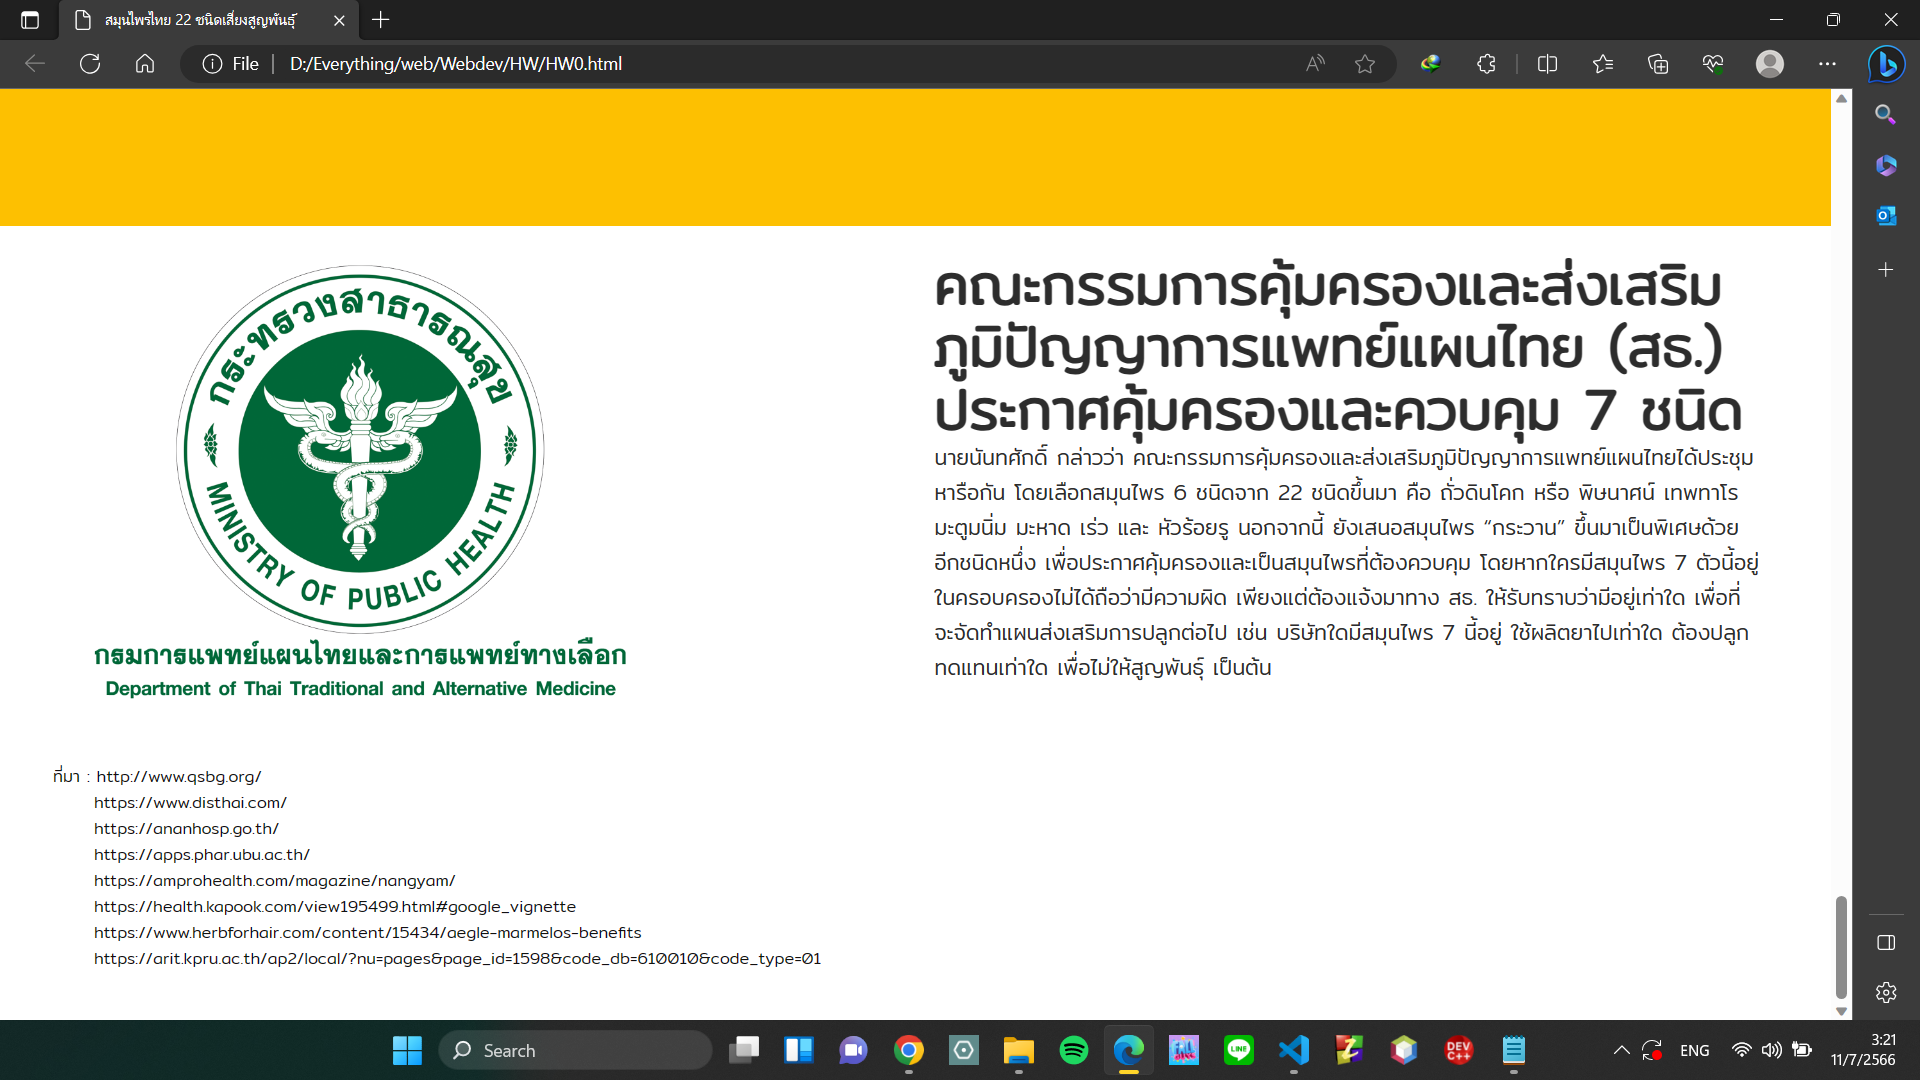 สมุนไพรไทย 22 ชนิดเสี่ยงสูญพันธุ์
File
D:/Everything/web/Webdev/HW/HW0.html
กระทรวงสาธารณสุข
MINISTRY OF PUBLIC HEALTH
กรมการแพทย์แผนไทยและการแพทย์ทางเลือก
Department of Thai Traditional and Alternative Medicine
คณะกรรมการคุ้มครองและส่งเสริม
ภูมิปัญญาการแพทย์แผนไทย (สธ.)
ประกาศคุ้มครองและควบคุม 7 ชนิด
นายนันทศักดิ์ กล่าวว่า คณะกรรมการคุ้มครองและส่งเสริมภูมิปัญญาการแพทย์แผนไทยได้ประชุม
หารือกัน โดยเลือกสมุนไพร 6 ชนิดจาก 22 ชนิดขึ้นมา คือ ถั่วดินโคก หรือ พิษนาศน์ เทพทาโร
มะตูมนิ่ม มะหาด เร่ว และ หัวร้อยรู นอกจากนี้ ยังเสนอสมุนไพร “กระวาน” ขึ้นมาเป็นพิเศษด้วย
อีกชนิดหนึ่ง เพื่อประกาศคุ้มครองและเป็นสมุนไพรที่ต้องควบคุม โดยหากใครมีสมุนไพร 7 ตัวนี้อยู่
ในครอบครองไม่ได้ถือว่ามีความผิด เพียงแต่ต้องแจ้งมาทาง สธ. ให้รับทราบว่ามีอยู่เท่าใด เพื่อที่
จะจัดทำแผนส่งเสริมการปลูกต่อไป เช่น บริษัทใดมีสมุนไพร 7 นี้อยู่ ใช้ผลิตยาไปเท่าใด ต้องปลูก
ทดแทนเท่าใด เพื่อไม่ให้สูญพันธุ์ เป็นต้น
ที่มา : http://www.qsbg.org/
https://www.disthai.com/
https://ananhosp.go.th/
https://apps.phar.ubu.ac.th/
https://amprohealth.com/magazine/nangyam/
https://health.kapook.com/view195499.html#google_vignette
https://www.herbforhair.com/content/15434/aegle-marmelos-benefits
https://arit.kpru.ac.th/ap2/local/?nu=pages&page_id=1598&code_db=610010&code_type=01
Search
LINE
DEV
C++
ENG
3:21
11/7/2566